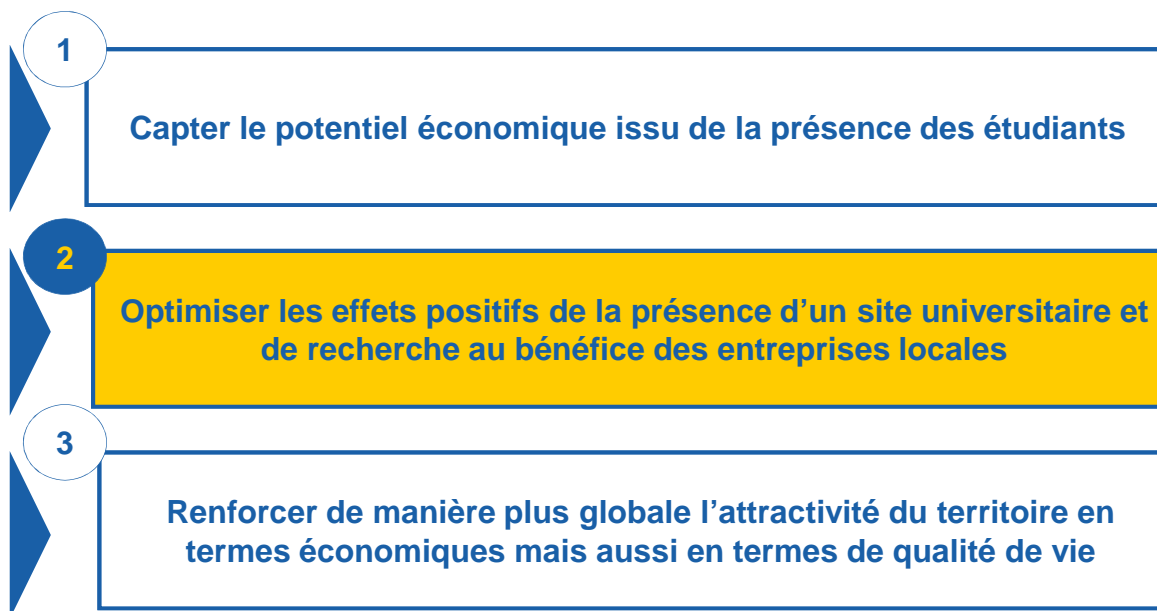 1
Capter le potentiel économique issu de la présence des étudiants
2
Optimiser les effets positifs de la présence d’un site universitaire et
de recherche au bénéfice des entreprises locales
3
Renforcer de manière plus globale l’attractivité du territoire en
termes économiques mais aussi en termes de qualité de vie